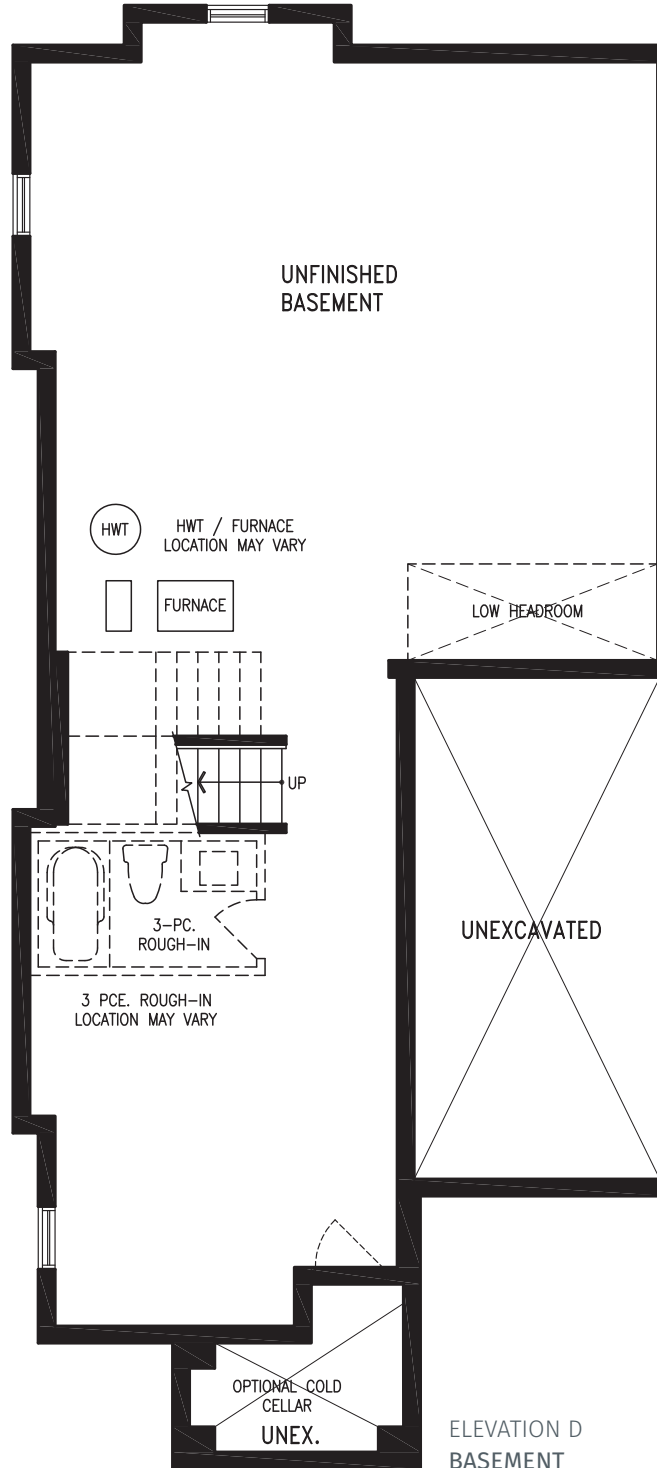 UNFINISHED
BASEMENT
HWT
HWT / FURNACE
LOCATION MAY VARY
FURNACE
LOW HEADROOM
UP
3-PC.
ROUGH-IN
UNEXCAVATED
3 PCE. ROUGH-IN
LOCATION MAY VARY
OPTIONAL COLD
CELLAR
UNEX.
ELEVATION D
BASEMENT